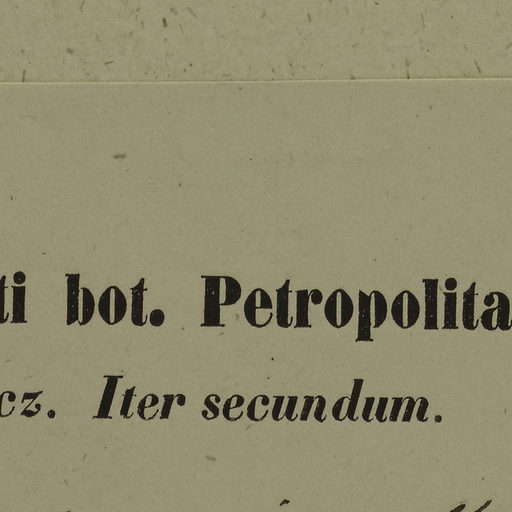 ti bot. Petropolita
cz. Iter secundum.